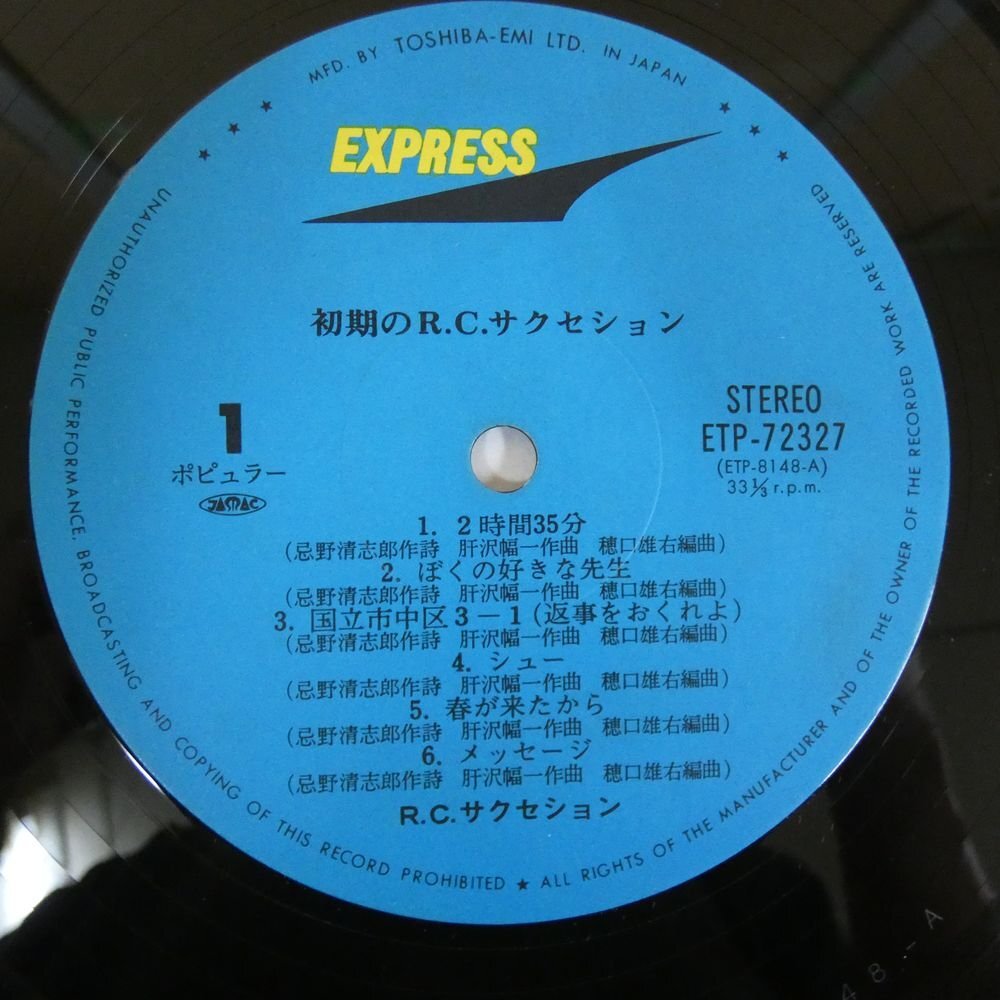 MFD. BY TOSHIBA-EMI LTD. IN JAPAN
EXPRESS
初期のR.C.サクセション
1
ポピュラー
JASRAC
STEREO
ETP-72327
(ETP-8148-A)
33⅓ r.p.m.
1. 2時間35分
(忌野清志郎作詩 肝沢幅一作曲 穂口雄右編曲)
2. ぼくの好きな先生
(忌野清志郎作詩 肝沢幅一作曲 穂口雄右編曲)
3. 国立市中区3－1(返事をおくれよ)
(忌野清志郎作詩 肝沢幅一作曲 穂口雄右編曲)
4. シュー
(忌野清志郎作詩 肝沢幅一作曲 穂口雄右編曲)
5. 春が来たから
(忌野清志郎作詩 肝沢幅一作曲 穂口雄右編曲)
6. メッセージ
(忌野清志郎作詩 肝沢幅一作曲 穂口雄右編曲)
R.C.サクセション
UNAUTHORIZED PUBLIC PERFORMANCE, BROADCASTING AND COPYING OF THIS RECORD PROHIBITED ★ ALL RIGHTS OF THE MANUFACTURER AND OF THE OWNER OF THE RECORDED WORK ARE RESERVED
48-A